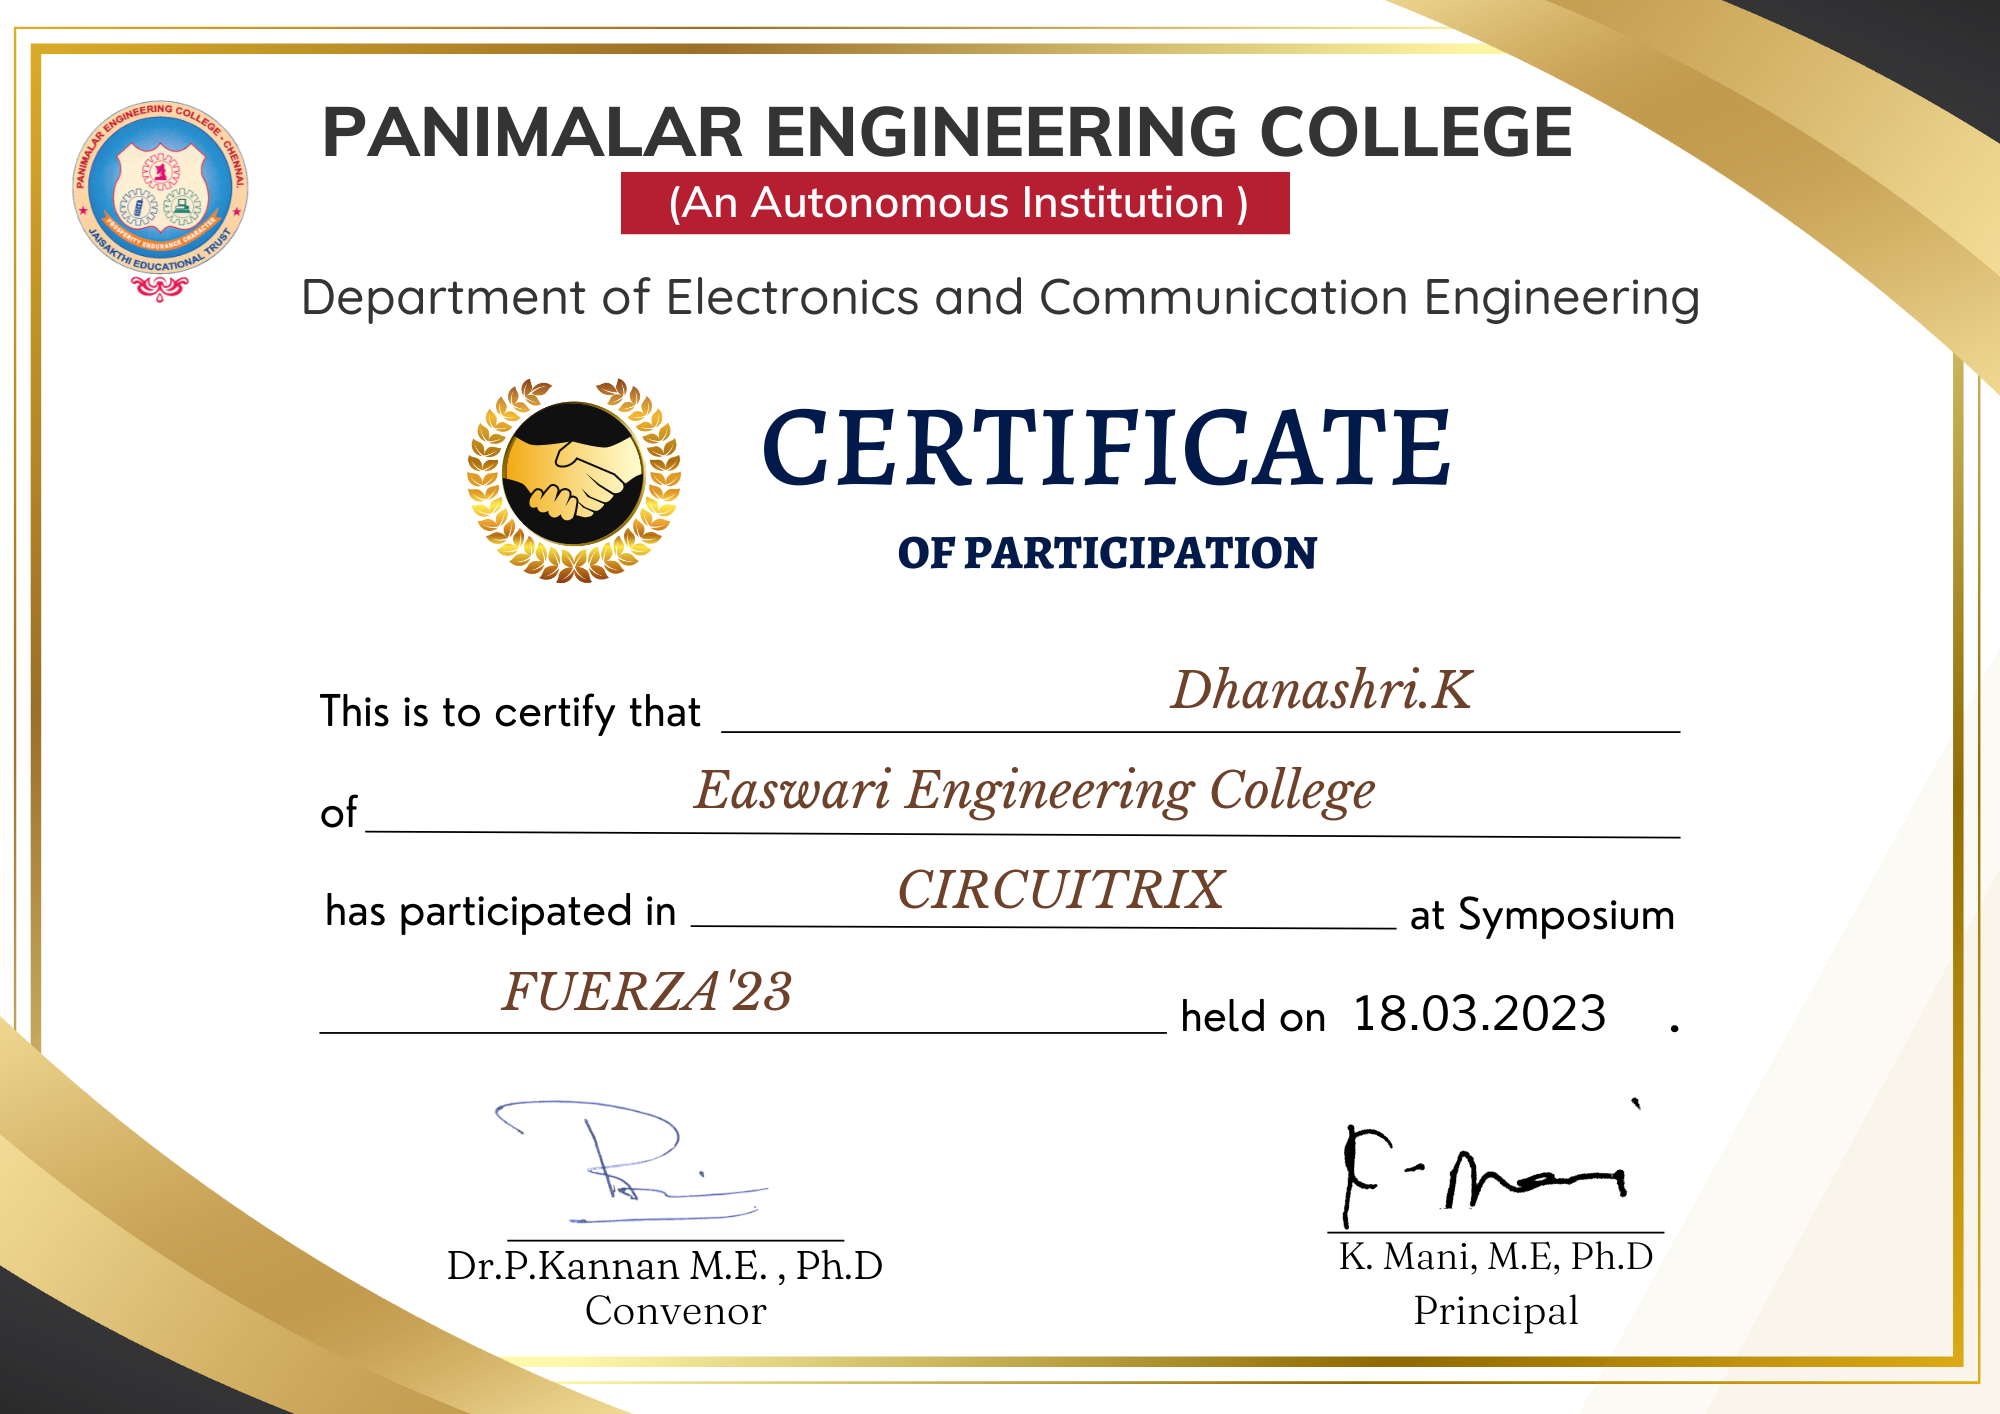 PANIMALAR ENGINEERING COLLEGE - CHENNAI.
PROSPERITY ENDURANCE CHARACTER
JAISAKTHI EDUCATIONAL TRUST
PANIMALAR ENGINEERING COLLEGE
(An Autonomous Institution )
Department of Electronics and Communication Engineering
CERTIFICATE
OF PARTICIPATION
This is to certify that Dhanashri.K
of Easwari Engineering College
has participated in CIRCUITRIX at Symposium
FUERZA'23 held on 18.03.2023 .
K - Mani
Dr.P.Kannan M.E. , Ph.D
Convenor
K. Mani, M.E, Ph.D
Principal